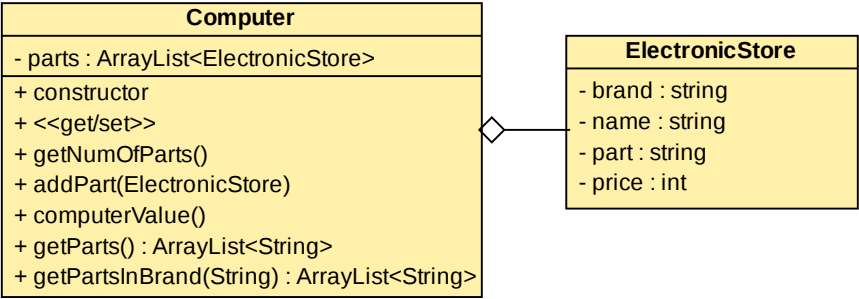 Computer
- parts : ArrayList<ElectronicStore>
+ constructor
+ <<get/set>>
+ getNumOfParts()
+ addPart(ElectronicStore)
+ computerValue()
+ getParts() : ArrayList<String>
+ getPartsInBrand(String) : ArrayList<String>
ElectronicStore
- brand : string
- name : string
- part : string
- price : int